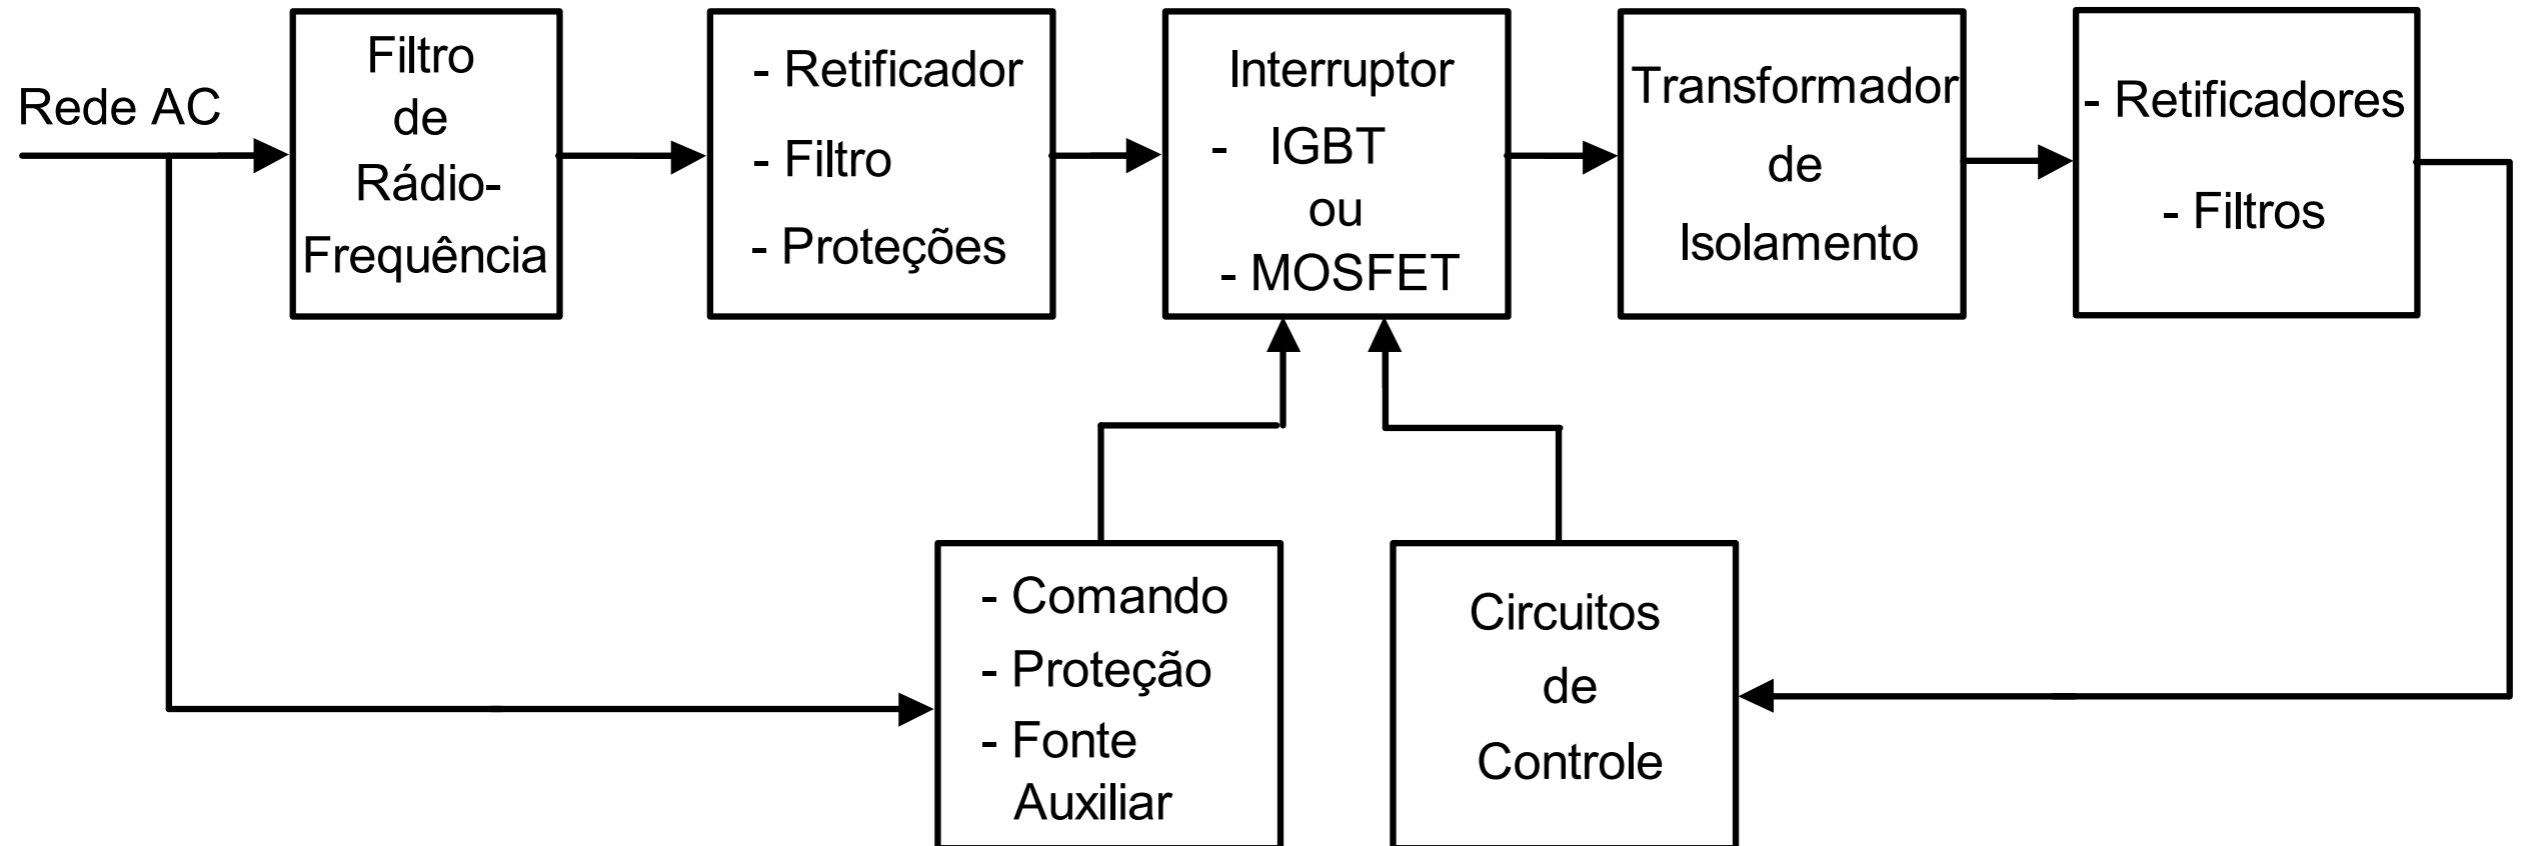 Rede AC
Filtro
de
Rádio-
Frequência
- Retificador
- Filtro
- Proteções
Interruptor
- IGBT
ou
- MOSFET
Transformador
de
Isolamento
- Retificadores
- Filtros
- Comando
- Proteção
- Fonte
Auxiliar
Circuitos
de
Controle